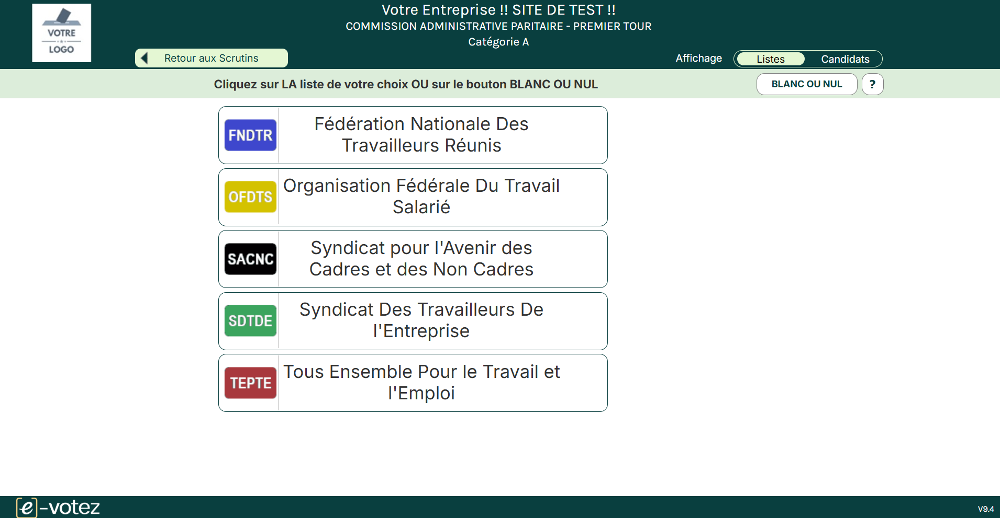 VOTRE
LOGO
Votre Entreprise !! SITE DE TEST !!
COMMISSION ADMINISTRATIVE PARITAIRE - PREMIER TOUR
Catégorie A
Retour aux Scrutins
Affichage
Listes
Candidats
Cliquez sur LA liste de votre choix OU sur le bouton BLANC OU NUL
BLANC OU NUL
?
FNDTR
Fédération Nationale Des
Travailleurs Réunis
OFDTS
Organisation Fédérale Du Travail
Salarié
SACNC
Syndicat pour l'Avenir des
Cadres et des Non Cadres
SDTDE
Syndicat Des Travailleurs De
l'Entreprise
TEPTE
Tous Ensemble Pour le Travail et
l'Emploi
[e]-votez
V9.4